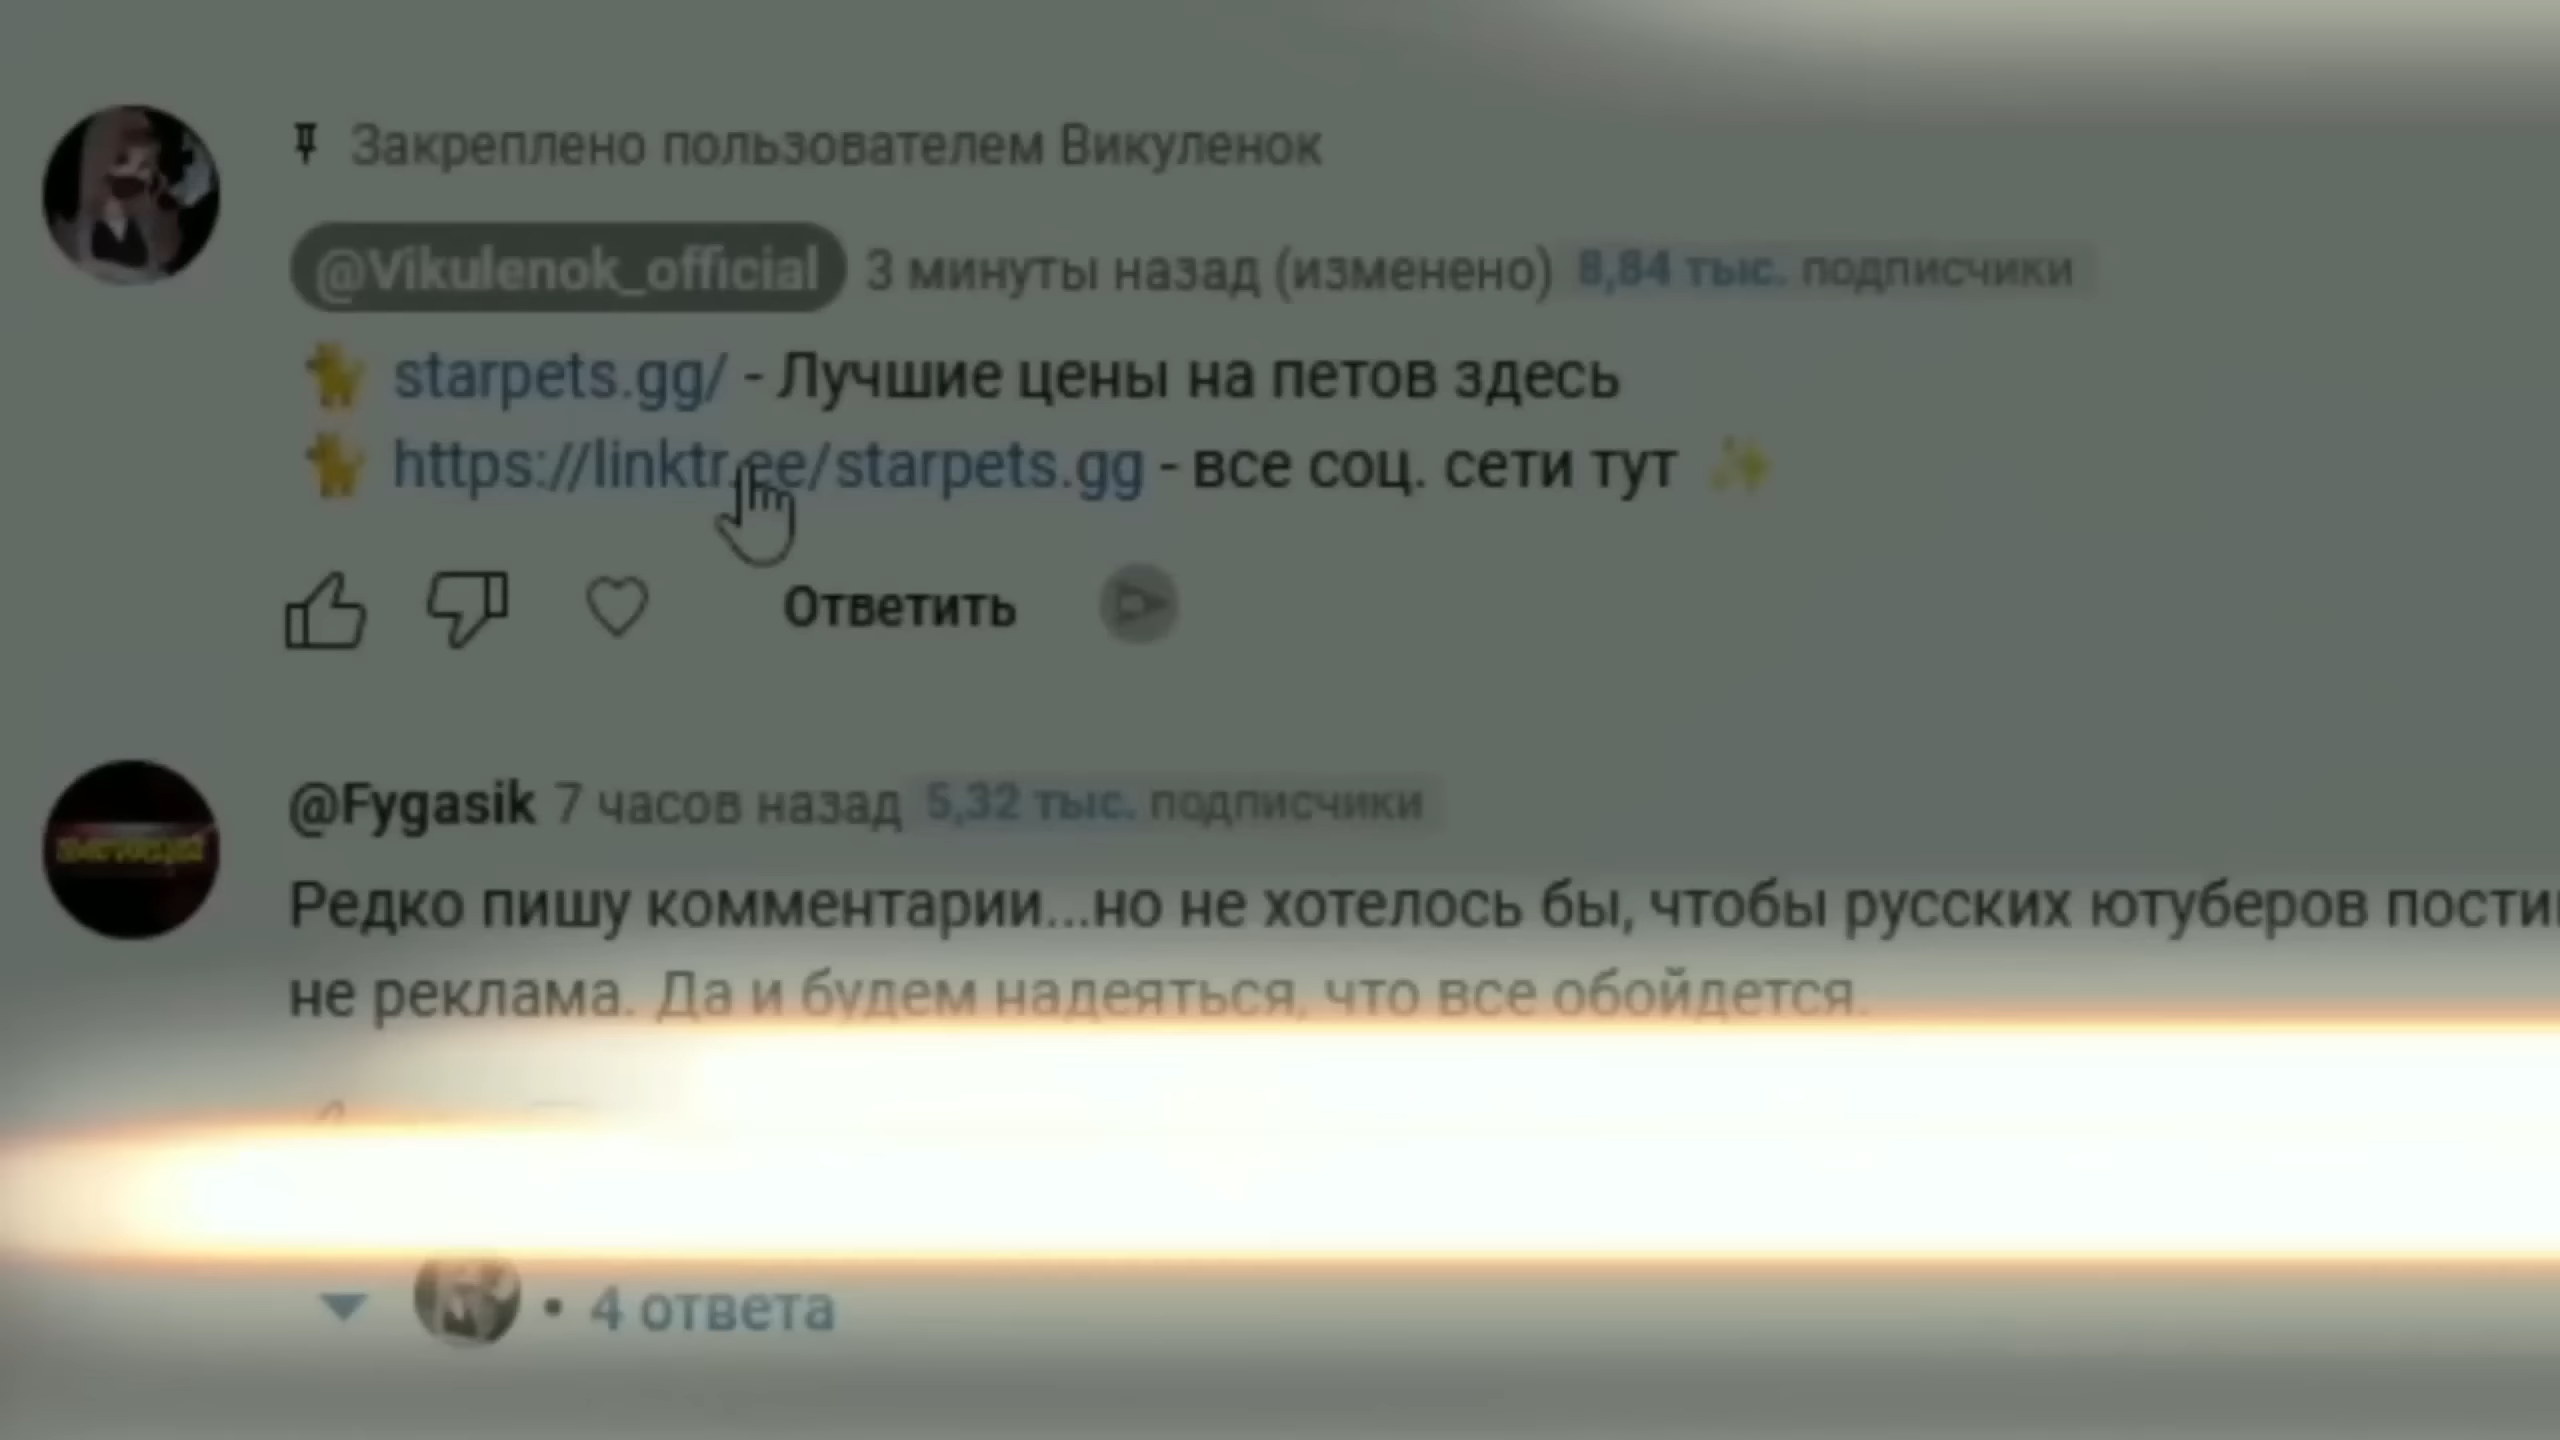 Закреплено пользователем Викуленок
@Vikulenok_official 3 минуты назад (изменено) 8,84 тыс. подписчики
starpets.gg/ - Лучшие цены на петов здесь
https://linktr.ee/starpets.gg - все соц. сети тут
Ответить
@Fygasik 7 часов назад 5,32 тыс. подписчики
Редко пишу комментарии...но не хотелось бы, чтобы русских ютуберов
не реклама. Да и будем надеяться, что все обойдется.
• 4 ответа